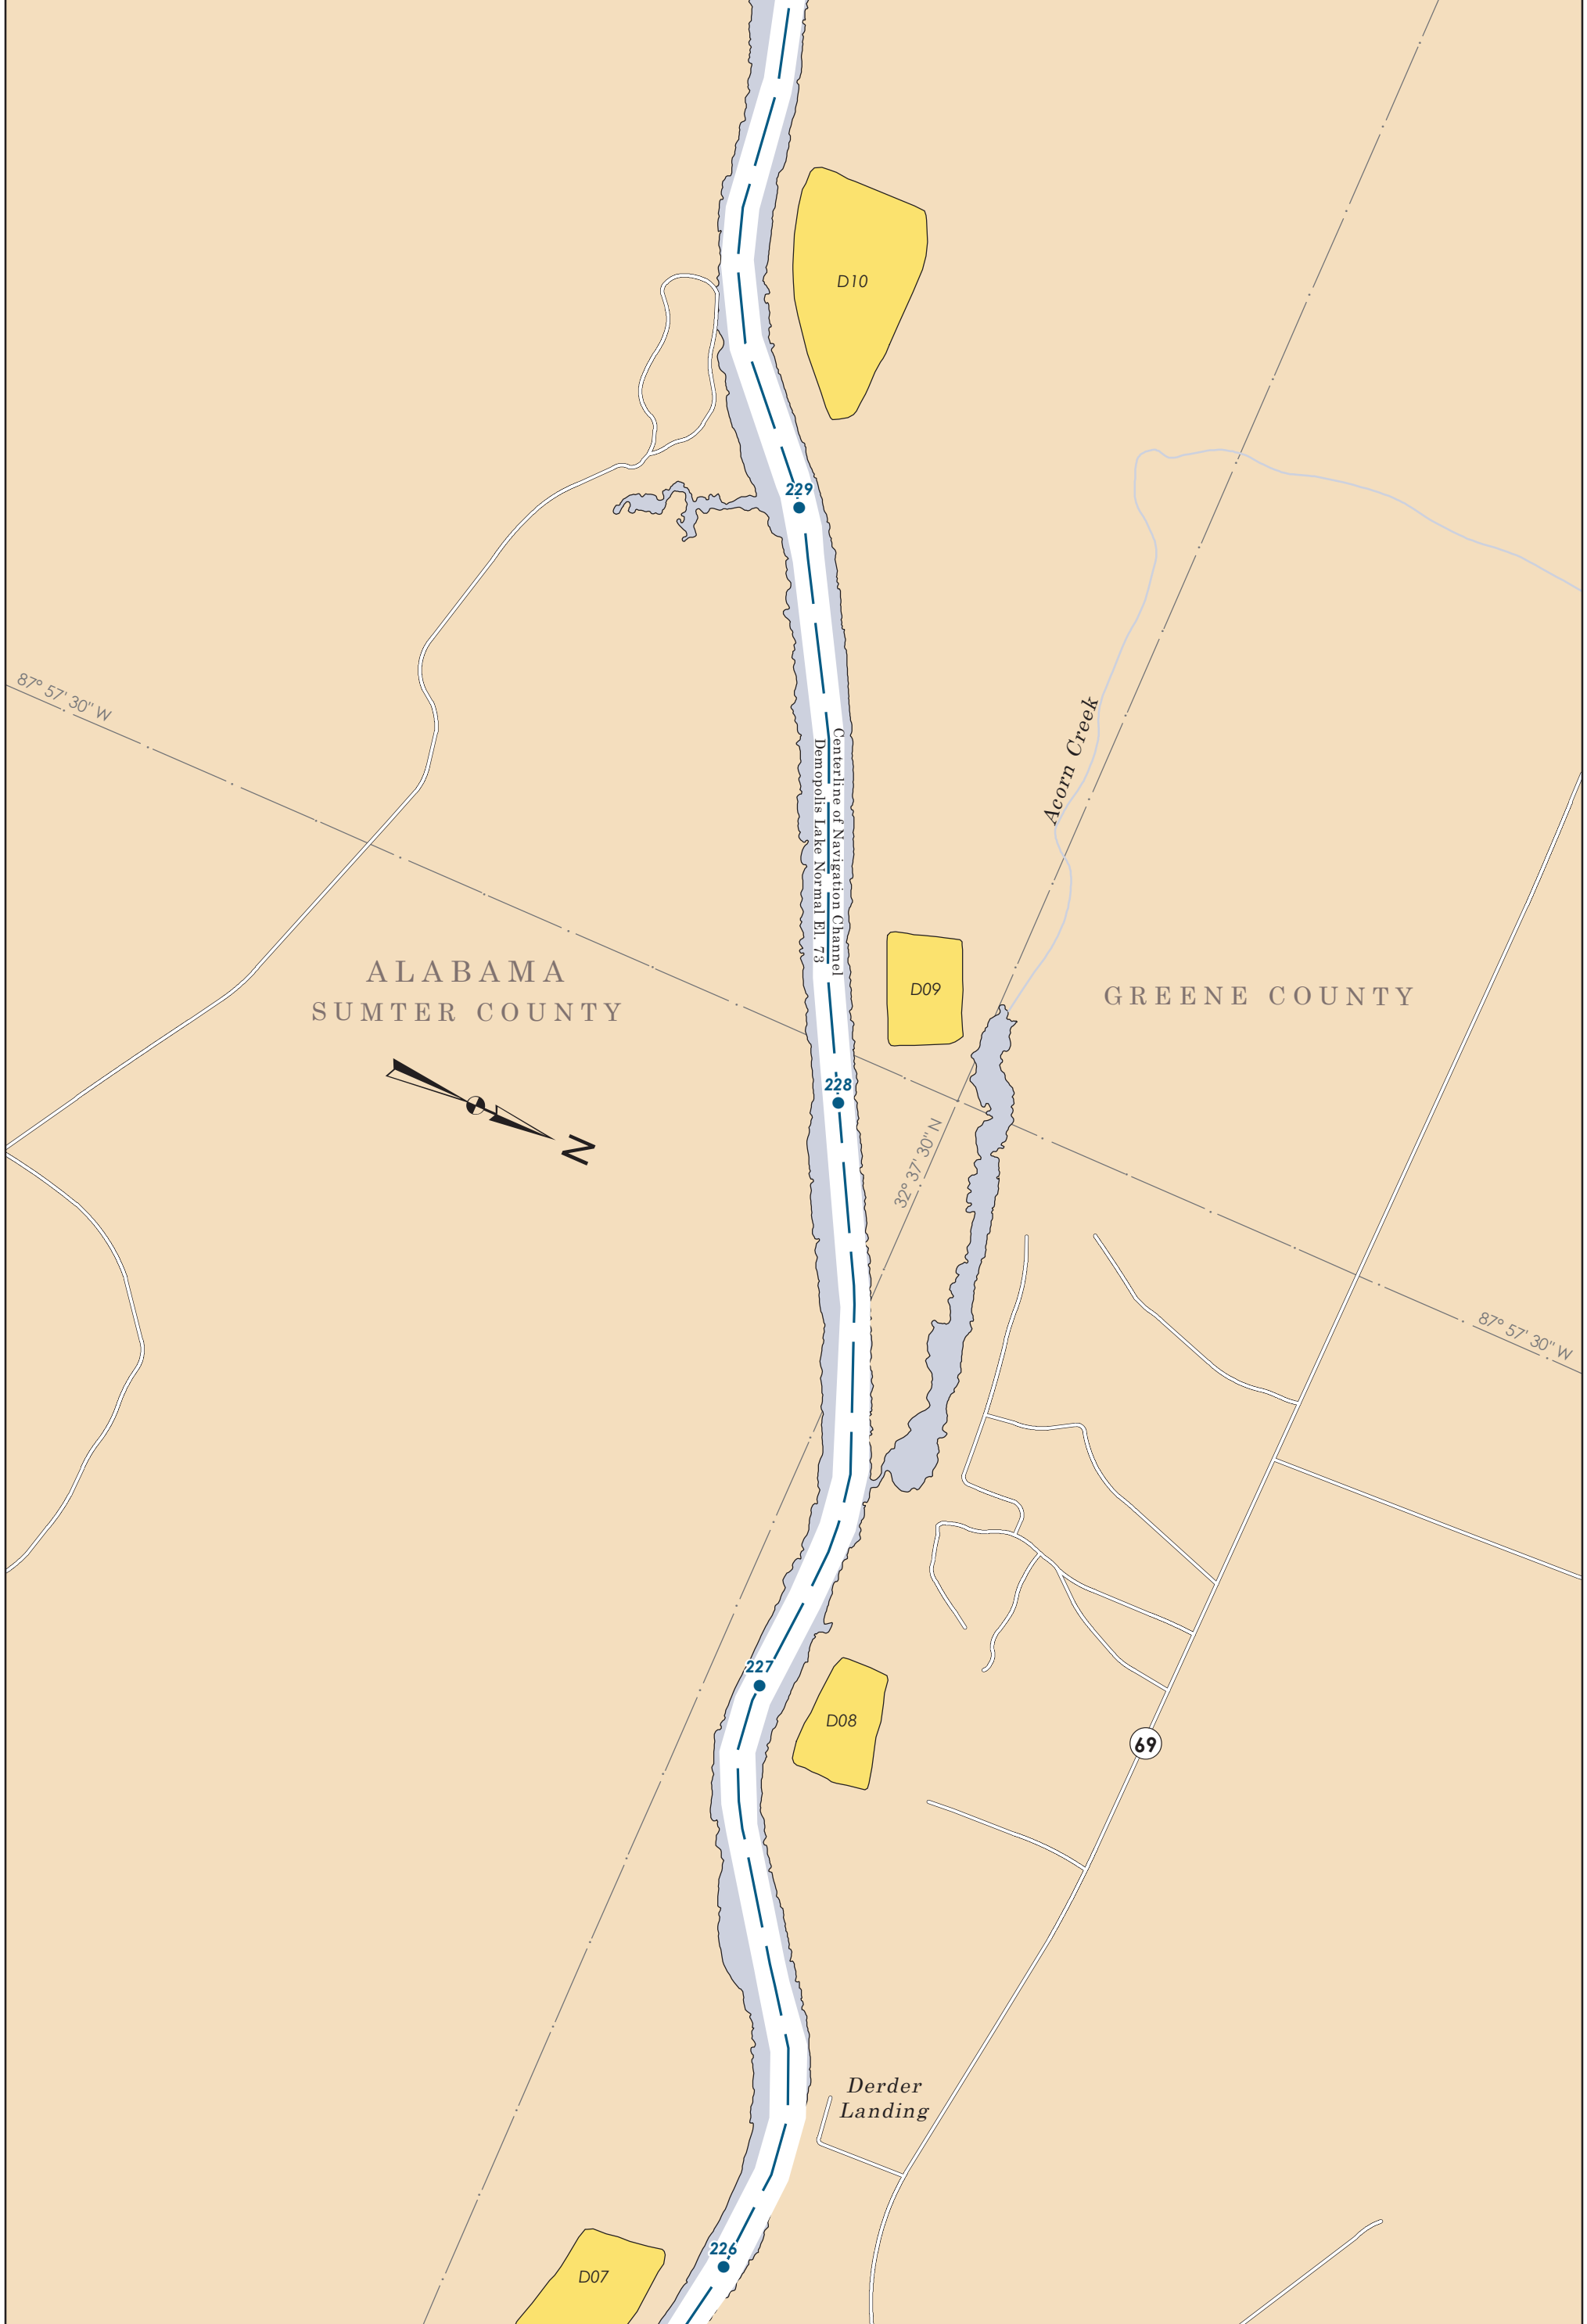 D10
229
87° 57' 30" W
Acorn Creek
Centerline of Navigation Channel
Demopolis Lake Normal El. 73
ALABAMA
SUMTER COUNTY
D09
GREENE COUNTY
228
N
32° 37' 30" N
87° 57' 30" W
227
D08
69
Derder
Landing
226
D07